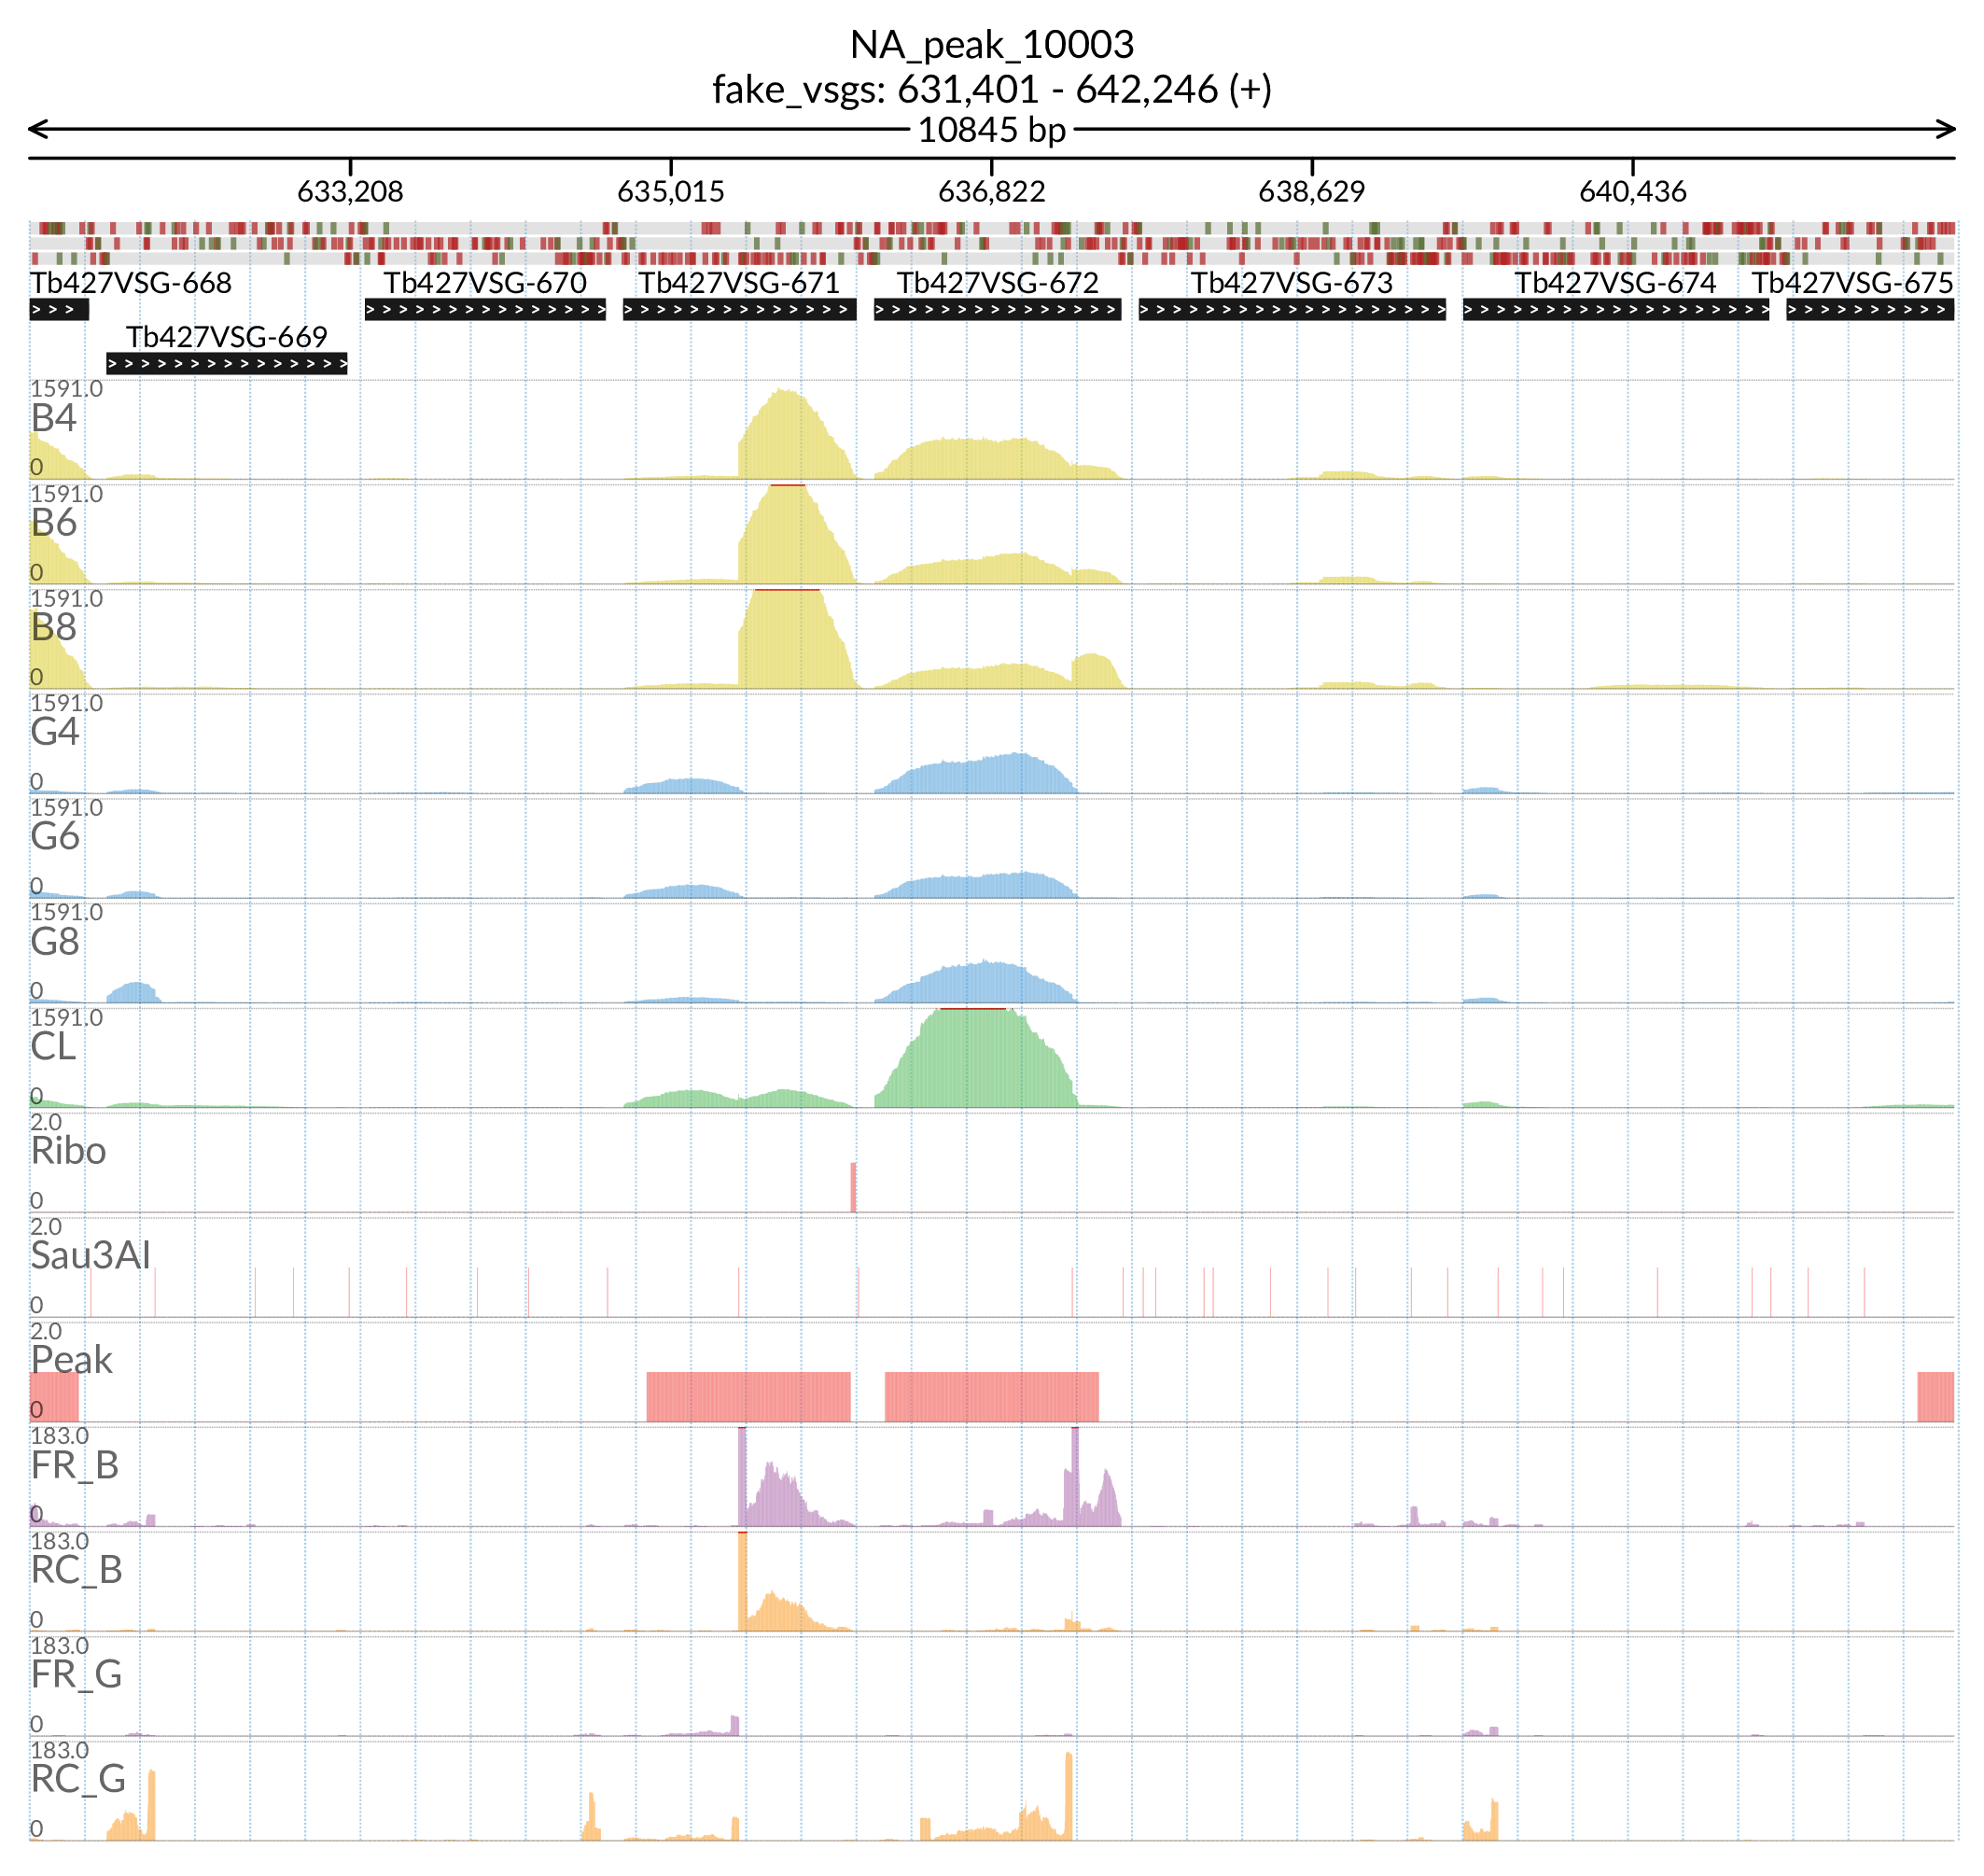 NA_peak_10003
fake_vsgs: 631,401 - 642,246 (+)
10845 bp
633,208 635,015 636,822 638,629 640,436
Tb427VSG-668 Tb427VSG-670 Tb427VSG-671 Tb427VSG-672 Tb427VSG-673 Tb427VSG-674 Tb427VSG-675
Tb427VSG-669
1591.0
B4
0
1591.0
B6
0
1591.0
B8
0
1591.0
G4
0
1591.0
G6
0
1591.0
G8
0
1591.0
CL
0
2.0
Ribo
0
2.0
Sau3AI
0
2.0
Peak
0
183.0
FR_B
0
183.0
RC_B
0
183.0
FR_G
0
183.0
RC_G
0